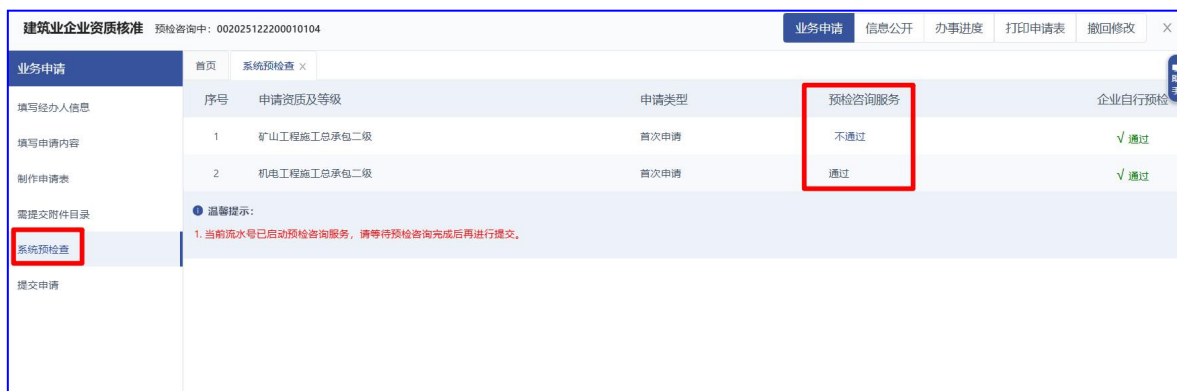 建筑业企业资质核准 预检咨询中：002025122200010104 业务申请 信息公开 办事进度 打印申请表 撤回修改 ×
业务申请
首页 系统预检查 ×
填写经办人信息
填写申请内容
制作申请表
需提交附件目录
系统预检查
提交申请
序号 申请资质及等级 申请类型 预检咨询服务 企业自行预检
1 矿山工程施工总承包二级 首次申请 不通过 √ 通过
2 机电工程施工总承包二级 首次申请 通过 √ 通过
温馨提示：
1. 当前流水号已启动预检咨询服务，请等待预检咨询完成后再进行提交。